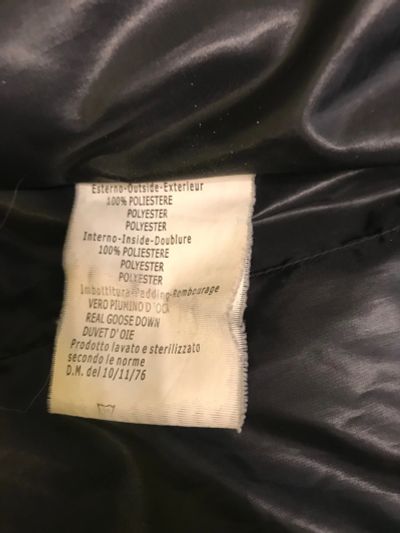 Esterno-Outside-Exterieur
100% POLIESTERE
POLYESTER
POLYESTER
Interno-Inside-Doublure
100% POLIESTERE
POLYESTER
POLYESTER
Imbottitura-Padding-Rembourage
VERO PIUMINO D'OCA
REAL GOOSE DOWN
DUVET D'OIE
Prodotto lavato e sterilizzato
secondo le norme
D.M. del 10/11/76